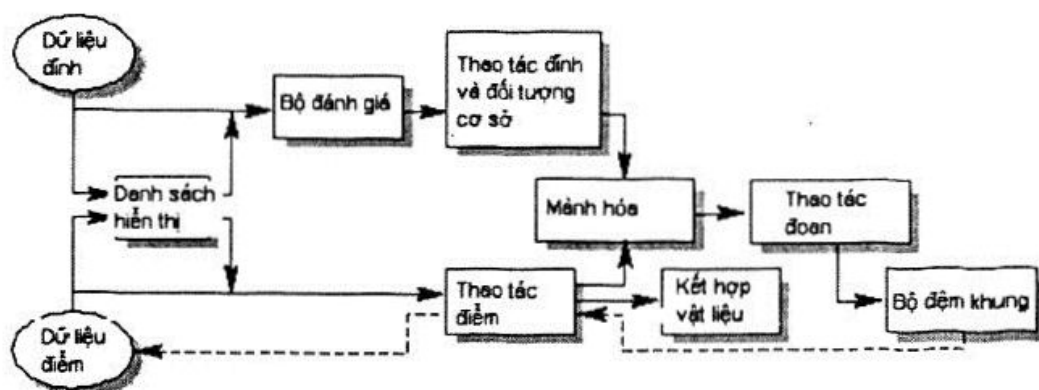 Dữ liệu
đỉnh
Bộ đánh giá
Thao tác đỉnh
và đối tượng
cơ sở
Danh sách
hiển thị
Mảnh hóa
Thao tác
đoạn
Thao tác
điểm
Kết hợp
vật liệu
Bộ đệm khung
Dữ liệu
điểm